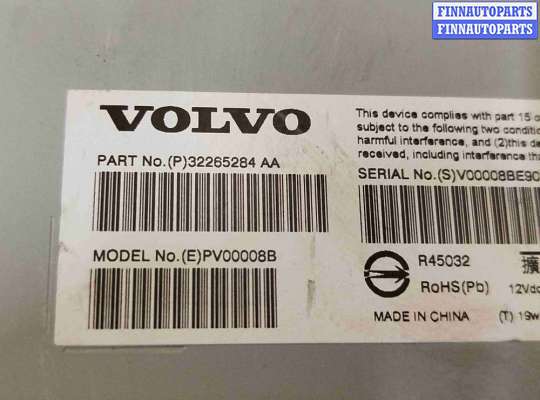 FINNAUTOPARTS
FINNAUTOPARTS
VOLVO
This device complies with part 15 o
subject to the following two conditi
harmful interference, and (2)this de
received, including interference th
PART No.(P)32265284 AA
SERIAL No.(S)V00008BE90
MODEL No.(E)PV00008B
R45032
RoHS(Pb)
擴
12Vdc
MADE IN CHINA
(T) 19w